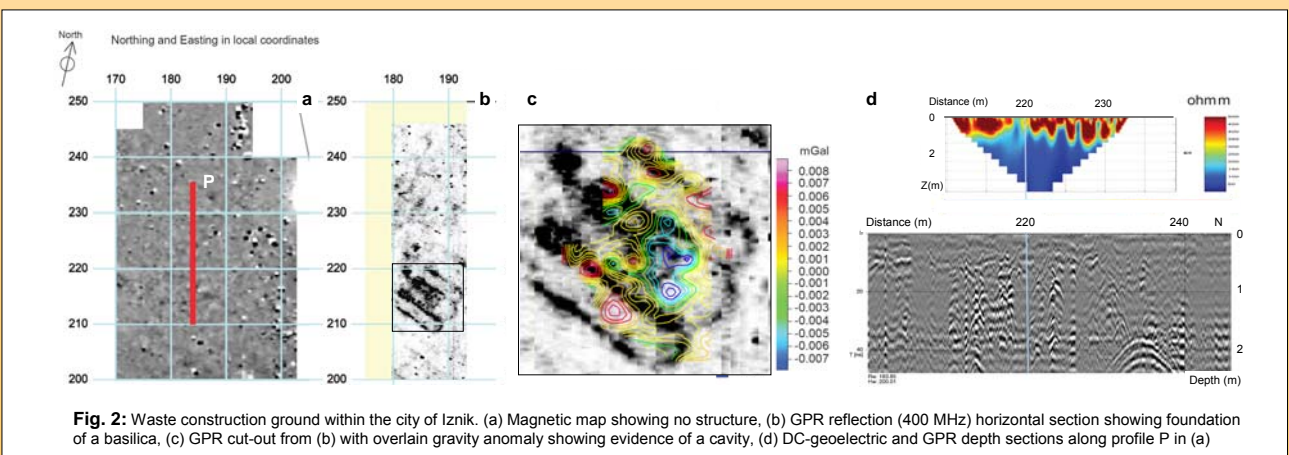 North
Northing and Easting in local coordinates
170 180 190 200
250
240
230
220
210
200
a
P
180 190
250
240
230
220
210
200
b
c
mGal
0.008
0.007
0.006
0.004
0.003
0.002
0.001
0.000
-0.001
-0.002
-0.003
-0.004
-0.005
-0.006
-0.007
d
Distance (m) 220 230
ohmm
0
2
Z(m)
Distance (m) 220 240 N
0
1
2
Depth (m)
Fig. 2: Waste construction ground within the city of Iznik. (a) Magnetic map showing no structure, (b) GPR reflection (400 MHz) horizontal section showing foundation
of a basilica, (c) GPR cut-out from (b) with overlain gravity anomaly showing evidence of a cavity, (d) DC-geoelectric and GPR depth sections along profile P in (a)